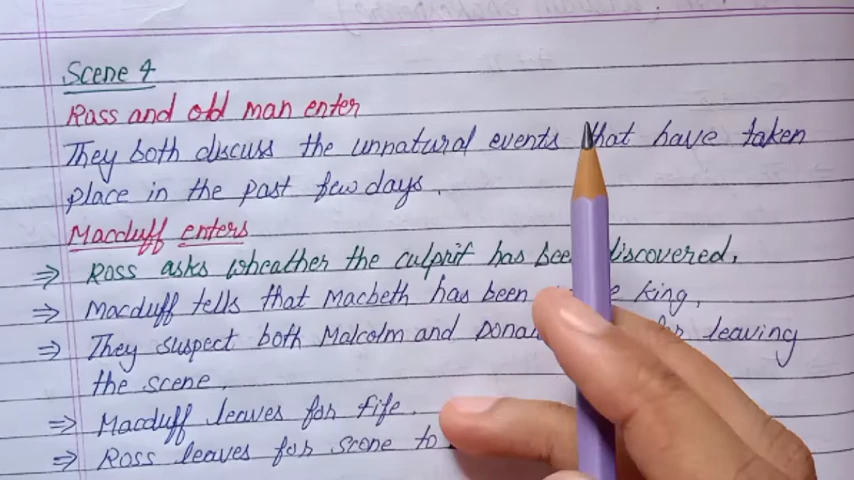 Scene 4
Ross and old man enter
They both discuss the unnatural events that have taken
place in the past few days.
Macduff enters
⇒ Ross asks wheather the culprit has been discovered.
⇒ Macduff tells that Macbeth has been king.
⇒ They suspect both Malcolm and for leaving
the scene.
⇒ Macduff leaves for fife.
⇒ Ross leaves for scone to